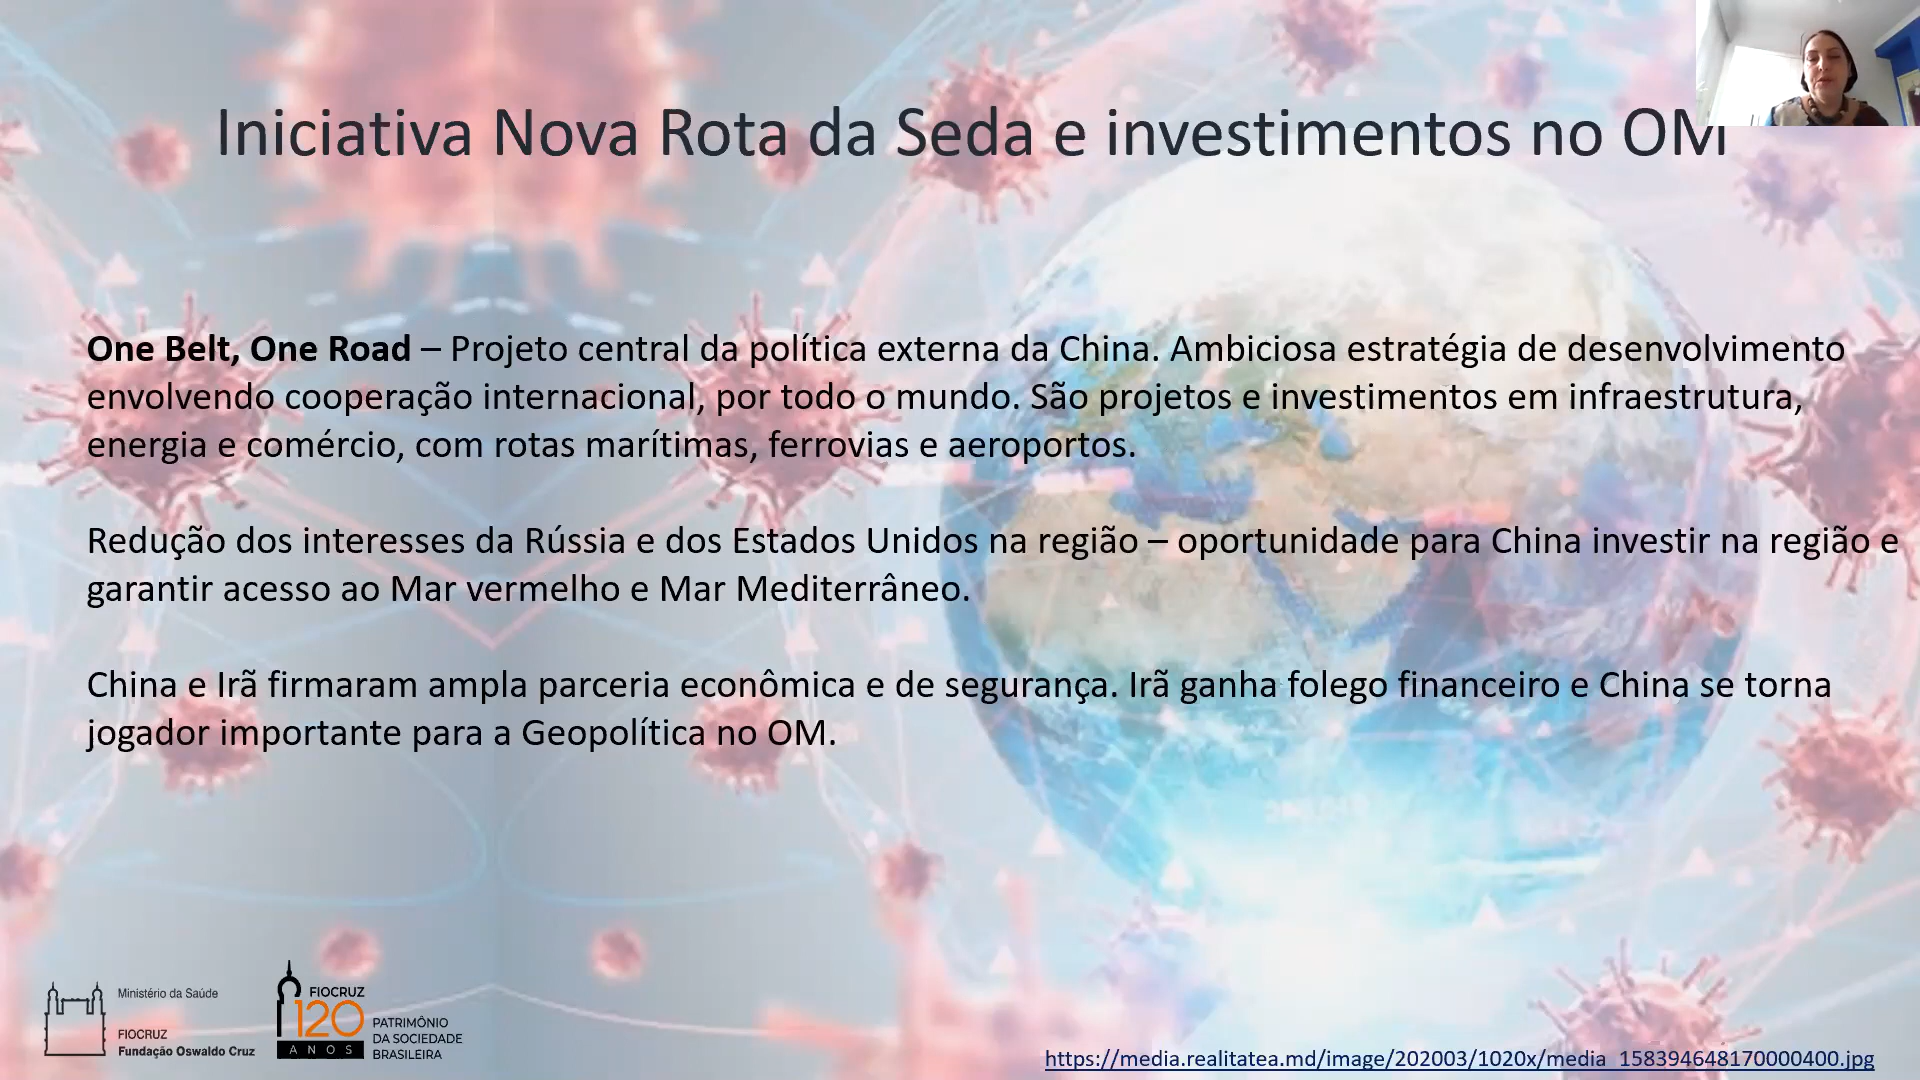 Iniciativa Nova Rota da Seda e investimentos no OM
One Belt, One Road – Projeto central da política externa da China. Ambiciosa estratégia de desenvolvimento
envolvendo cooperação internacional, por todo o mundo. São projetos e investimentos em infraestrutura,
energia e comércio, com rotas marítimas, ferrovias e aeroportos.
Redução dos interesses da Rússia e dos Estados Unidos na região – oportunidade para China investir na região e
garantir acesso ao Mar vermelho e Mar Mediterrâneo.
China e Irã firmaram ampla parceria econômica e de segurança. Irã ganha folego financeiro e China se torna
jogador importante para a Geopolítica no OM.
Ministério da Saúde
FIOCRUZ
Fundação Oswaldo Cruz
FIOCRUZ
120
ANOS
PATRIMÔNIO
DA SOCIEDADE
BRASILEIRA
https://media.realitatea.md/image/202003/1020x/media_158394648170000400.jpg